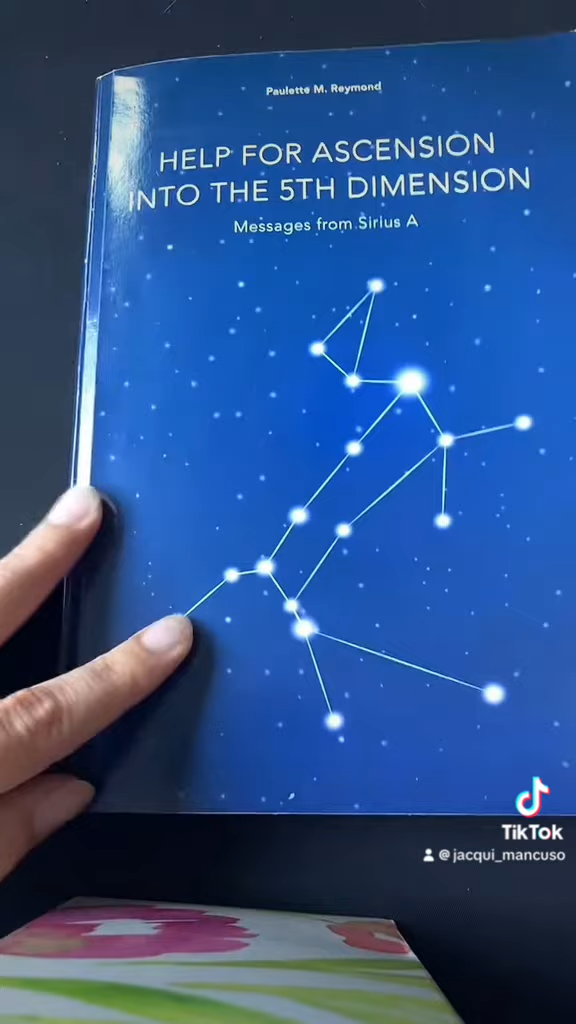 Paulette M. Reymond
HELP FOR ASCENSION
INTO THE 5TH DIMENSION
Messages from Sirius A
TikTok
@jacqui_mancuso